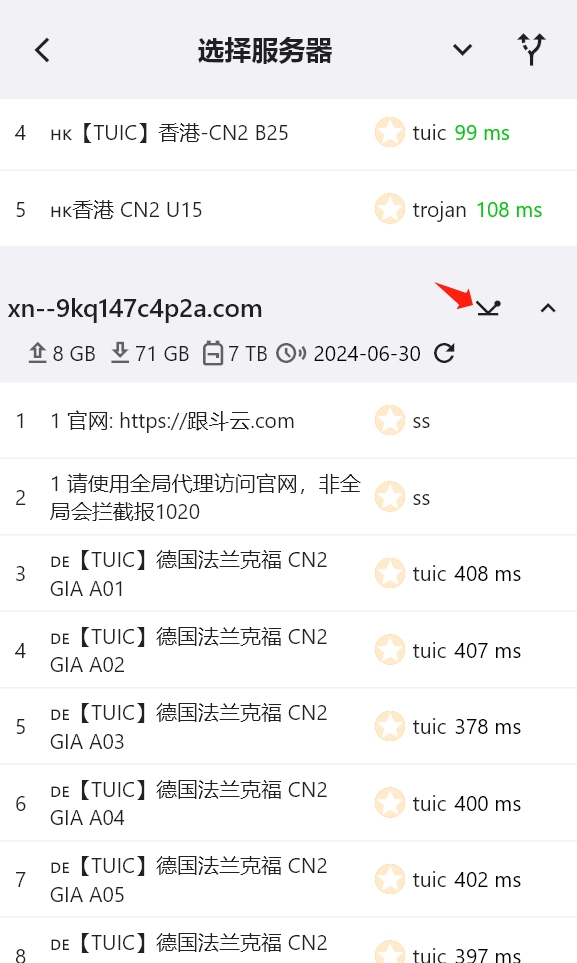 选择服务器
4 HK【TUIC】香港-CN2 B25 tuic 99 ms
5 HK香港 CN2 U15 trojan 108 ms
xn--9kq147c4p2a.com
8 GB 71 GB 7 TB 2024-06-30
1 1 官网: https://跟斗云.com ss
2 1 请使用全局代理访问官网，非全
局会拦截报1020 ss
3 DE【TUIC】德国法兰克福 CN2
GIA A01 tuic 408 ms
4 DE【TUIC】德国法兰克福 CN2
GIA A02 tuic 407 ms
5 DE【TUIC】德国法兰克福 CN2
GIA A03 tuic 378 ms
6 DE【TUIC】德国法兰克福 CN2
GIA A04 tuic 400 ms
7 DE【TUIC】德国法兰克福 CN2
GIA A05 tuic 402 ms
8 DE【TUIC】德国法兰克福 CN2
tuic 397 ms